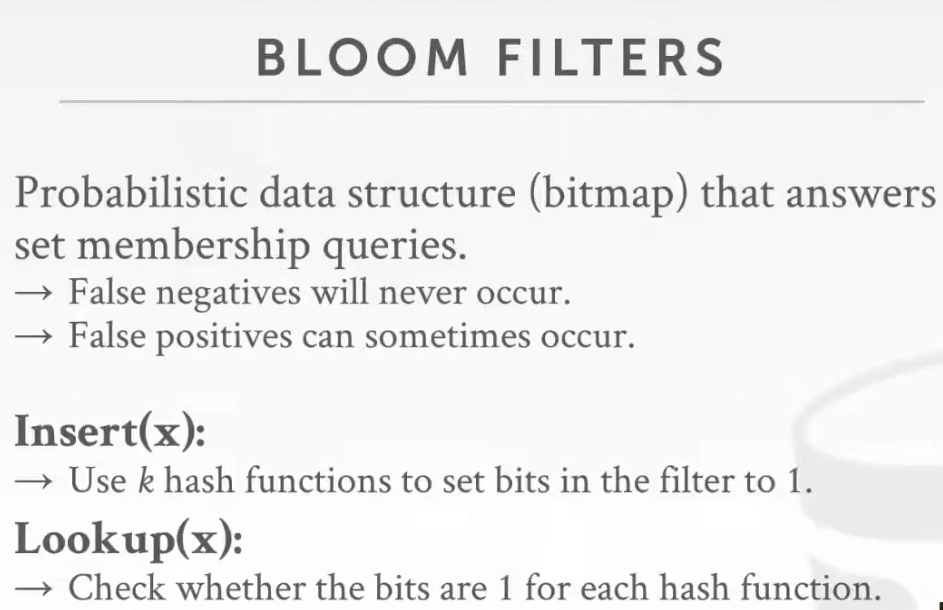 BLOOM FILTERS
Probabilistic data structure (bitmap) that answers
set membership queries.
→ False negatives will never occur.
→ False positives can sometimes occur.
Insert(x):
→ Use k hash functions to set bits in the filter to 1.
Lookup(x):
→ Check whether the bits are 1 for each hash function.